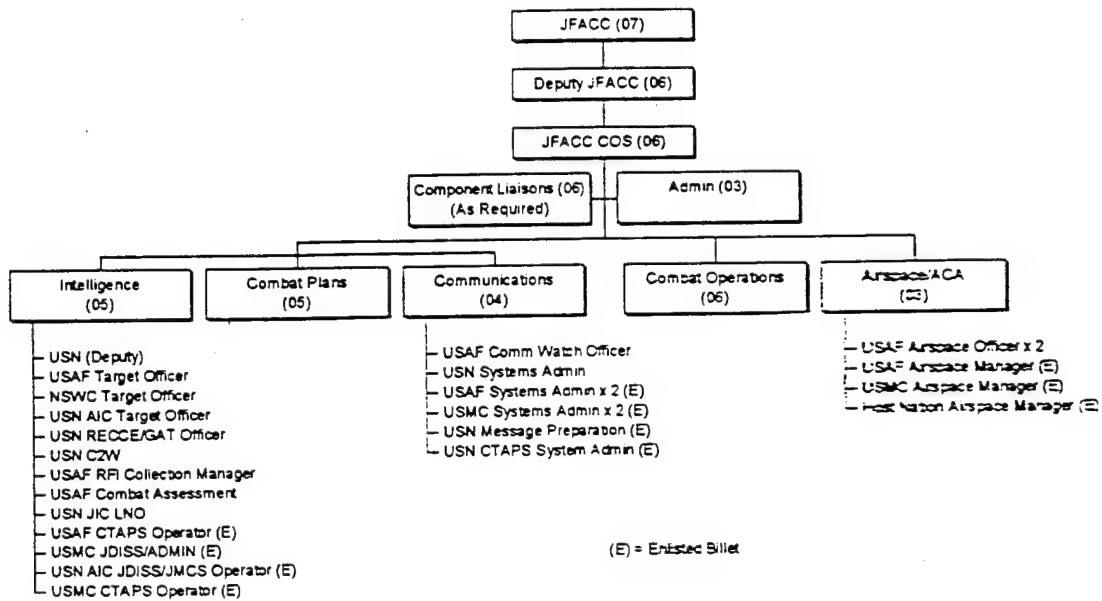 JFACC (07)
Deputy JFACC (06)
JFACC COS (06)
Component Liaisons (06)
(As Required)
Admin (03)
Intelligence
(05)
Combat Plans
(05)
Communications
(04)
Combat Operations
(06)
Airspace/ACA
(03)
USN (Deputy)
USAF Target Officer
NSWC Target Officer
USN AIC Target Officer
USN RECCE/GAT Officer
USN C2W
USAF RFI Collection Manager
USAF Combat Assessment
USN JIC LNO
USAF CTAPS Operator (E)
USMC JDISS/ADMIN (E)
USN AIC JDISS/JMCS Operator (E)
USMC CTAPS Operator (E)
USAF Comm Watch Officer
USN Systems Admin
USAF Systems Admin x 2 (E)
USMC Systems Admin x 2 (E)
USN Message Preparation (E)
USN CTAPS System Admin (E)
USAF Airspace Officer x 2
USAF Airspace Manager (E)
USMC Airspace Manager (E)
Host Nation Airspace Manager (E)
(E) = Enlisted Billet